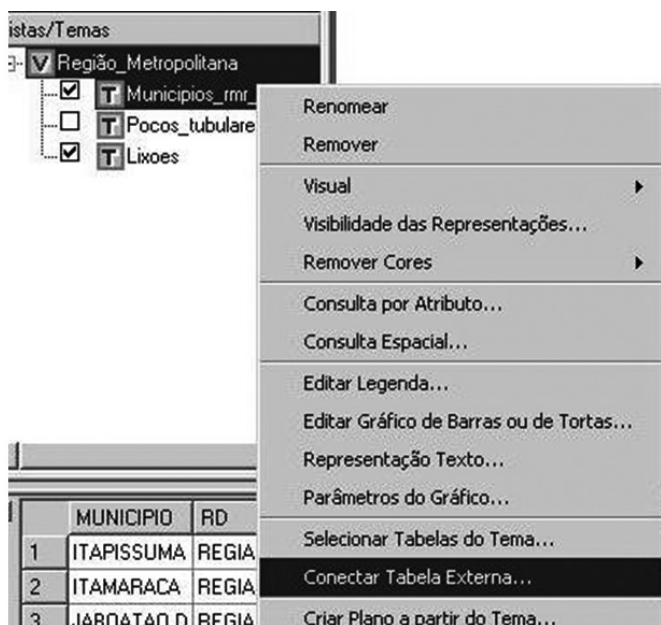 istas/Temas
V Região_Metropolitana
T Municipios_rmr_
T Pocos_tubulare
T Lixoes
Renomear
Remover
Visual
Visibilidade das Representações...
Remover Cores
Consulta por Atributo...
Consulta Espacial...
Editar Legenda...
Editar Gráfico de Barras ou de Tortas...
Representação Texto...
Parâmetros do Gráfico...
Selecionar Tabelas do Tema...
Conectar Tabela Externa...
Criar Plano a partir do Tema...
MUNICIPIO RD
1 ITAPISSUMA REGIA
2 ITAMARACA REGIA
3 JABOATAO D REGIA